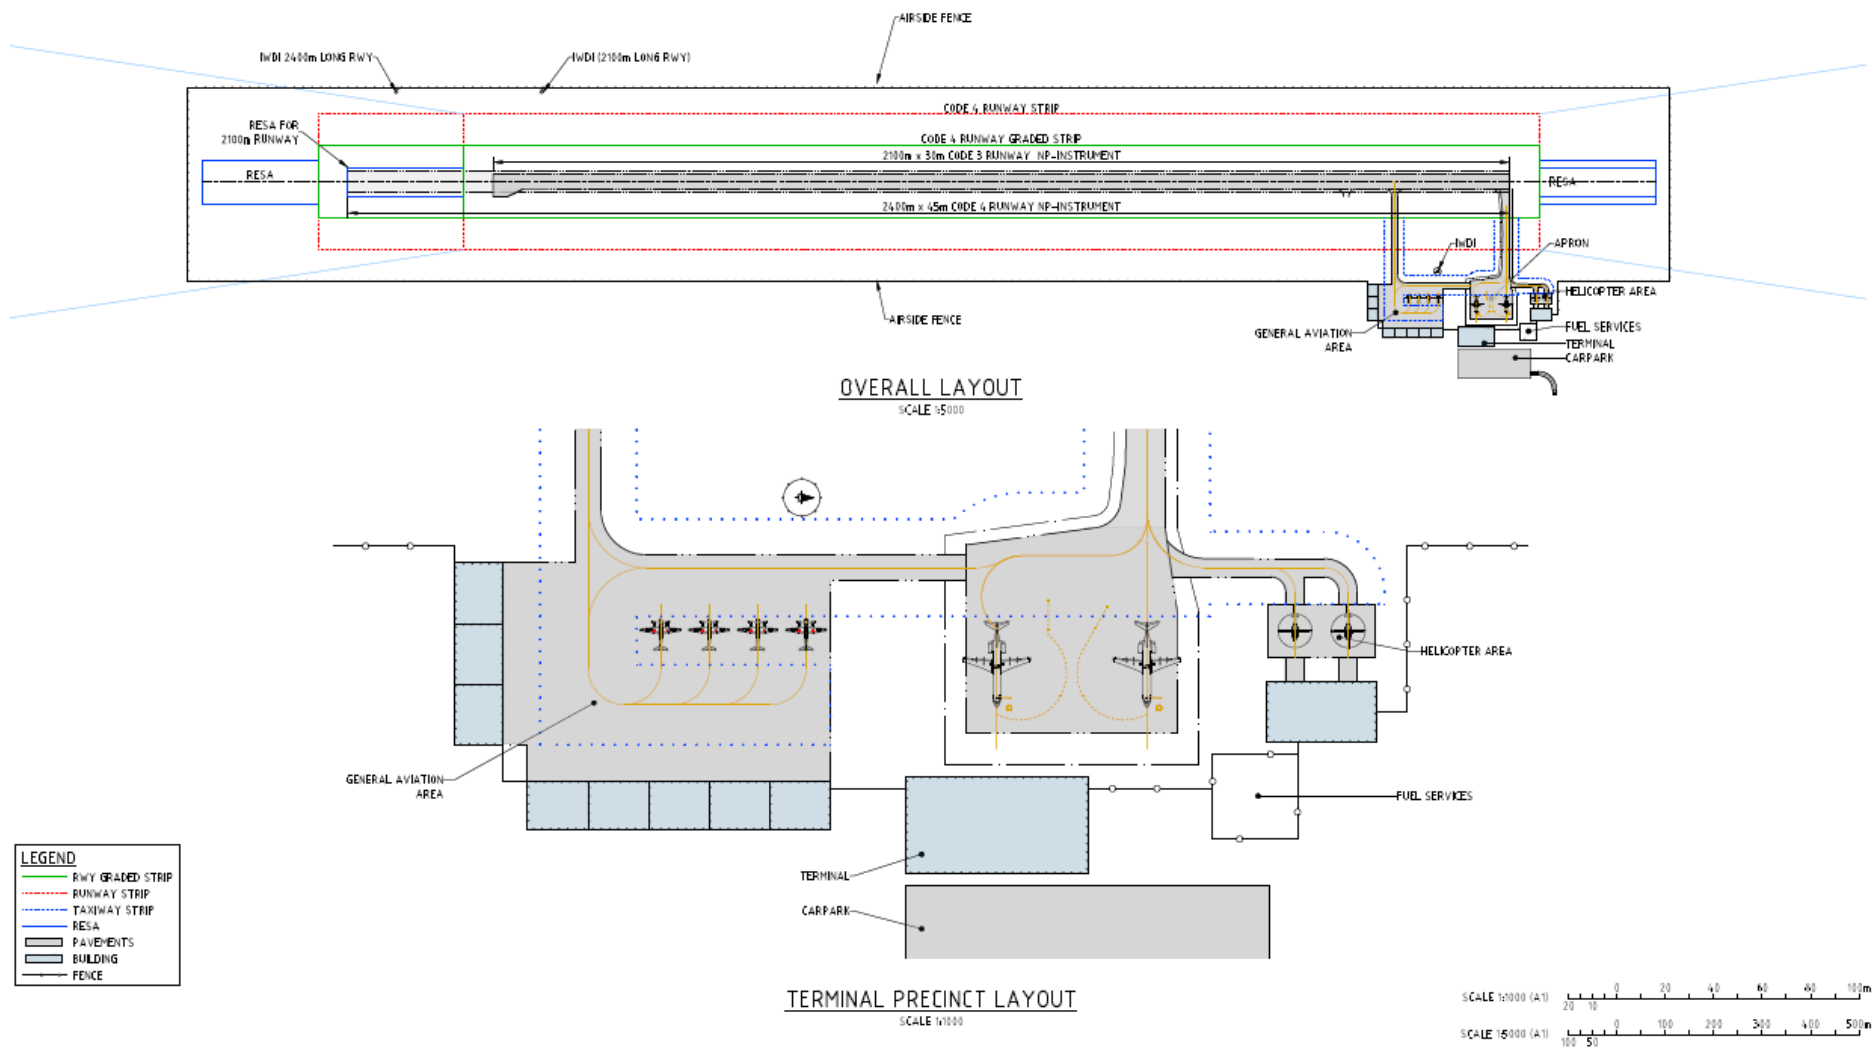 AIRSIDE FENCE
IWDI 2400m LONG RWY
IWDI (2100m LONG RWY)
CODE 4 RUNWAY STRIP
RESA FOR
2100m RUNWAY
CODE 4 RUNWAY GRADED STRIP
2100m x 30m CODE 3 RUNWAY NP-INSTRUMENT
RESA
RESA
2400m x 45m CODE 4 RUNWAY NP-INSTRUMENT
IWDI
APRON
HELICOPTER AREA
AIRSIDE FENCE
GENERAL AVIATION
AREA
FUEL SERVICES
TERMINAL
CARPARK
OVERALL LAYOUT
SCALE 1:5000
HELICOPTER AREA
GENERAL AVIATION
AREA
FUEL SERVICES
TERMINAL
CARPARK
LEGEND
RWY GRADED STRIP
RUNWAY STRIP
TAXIWAY STRIP
RESA
PAVEMENTS
BUILDING
FENCE
TERMINAL PRECINCT LAYOUT
SCALE 1:1000
SCALE 1:1000 (A1)
20 10 0 20 40 60 80 100m
SCALE 1:5000 (A1)
100 50 0 100 200 300 400 500m